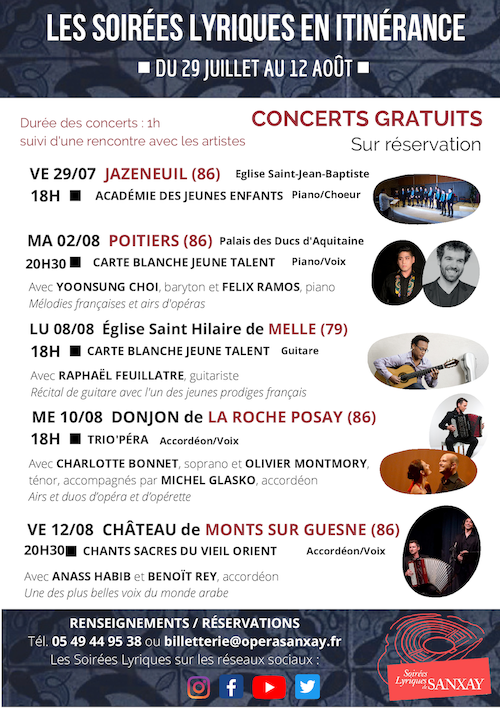 LES SOIRÉES LYRIQUES EN ITINÉRANCE
DU 29 JUILLET AU 12 AOÛT
Durée des concerts : 1h
suivi d'une rencontre avec les artistes
CONCERTS GRATUITS
Sur réservation
VE 29/07 JAZENEUIL (86) Eglise Saint-Jean-Baptiste
18H ACADÉMIE DES JEUNES ENFANTS Piano/Choeur
MA 02/08 POITIERS (86) Palais des Ducs d'Aquitaine
20H30 CARTE BLANCHE JEUNE TALENT Piano/Voix
Avec YOONSUNG CHOI, baryton et FELIX RAMOS, piano
Mélodies françaises et airs d'opéras
LU 08/08 Église Saint Hilaire de MELLE (79)
18H CARTE BLANCHE JEUNE TALENT Guitare
Avec RAPHAËL FEUILLATRE, guitariste
Récital de guitare avec l'un des jeunes prodiges français
ME 10/08 DONJON de LA ROCHE POSAY (86)
18H TRIO'PÉRA Accordéon/Voix
Avec CHARLOTTE BONNET, soprano et OLIVIER MONTMORY,
ténor, accompagnés par MICHEL GLASKO, accordéon
Airs et duos d'opéra et d'opérette
VE 12/08 CHÂTEAU de MONTS SUR GUESNE (86)
20H30 CHANTS SACRES DU VIEIL ORIENT Accordéon/Voix
Avec ANASS HABIB et BENOÎT REY, accordéon
Une des plus belles voix du monde arabe
RENSEIGNEMENTS / RÉSERVATIONS
Tél. 05 49 44 95 38 ou billetterie@operasanxay.fr
Les Soirées Lyriques sur les réseaux sociaux :
Soirées
Lyriques de SANXAY